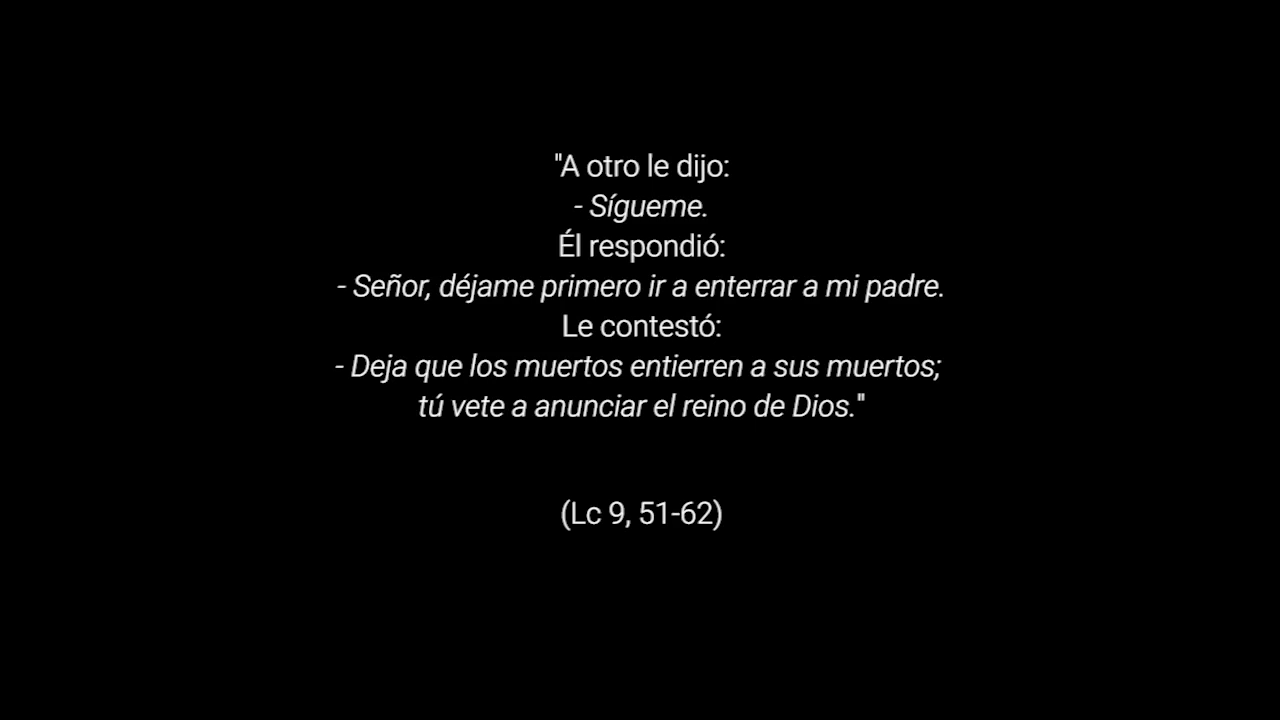 "A otro le dijo:
- Sígueme.
Él respondió:
- Señor, déjame primero ir a enterrar a mi padre.
Le contestó:
- Deja que los muertos entierren a sus muertos;
tú vete a anunciar el reino de Dios."
(Lc 9, 51-62)